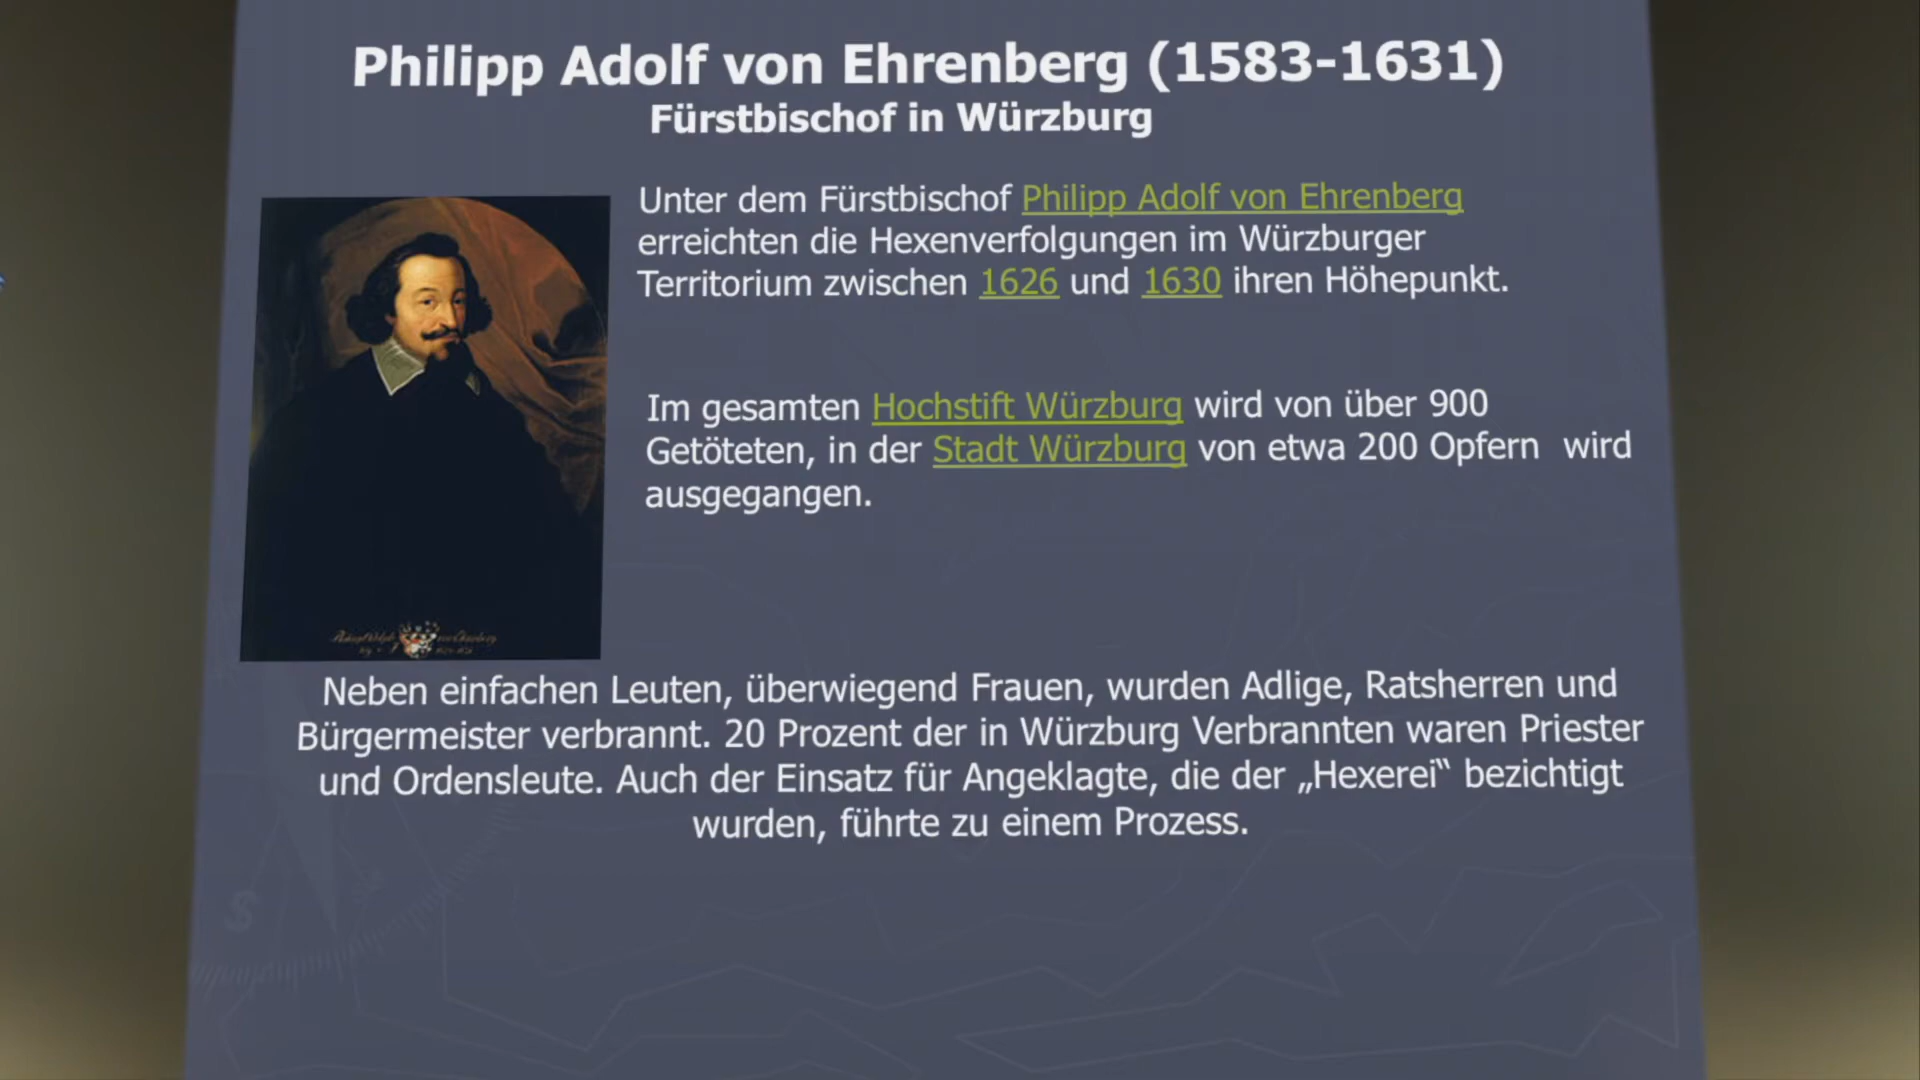 Philipp Adolf von Ehrenberg (1583-1631)
Fürstbischof in Würzburg
Unter dem Fürstbischof Philipp Adolf von Ehrenberg
erreichten die Hexenverfolgungen im Würzburger
Territorium zwischen 1626 und 1630 ihren Höhepunkt.
Im gesamten Hochstift Würzburg wird von über 900
Getöteten, in der Stadt Würzburg von etwa 200 Opfern wird
ausgegangen.
Neben einfachen Leuten, überwiegend Frauen, wurden Adlige, Ratsherren und
Bürgermeister verbrannt. 20 Prozent der in Würzburg Verbrannten waren Priester
und Ordensleute. Auch der Einsatz für Angeklagte, die der „Hexerei“ bezichtigt
wurden, führte zu einem Prozess.